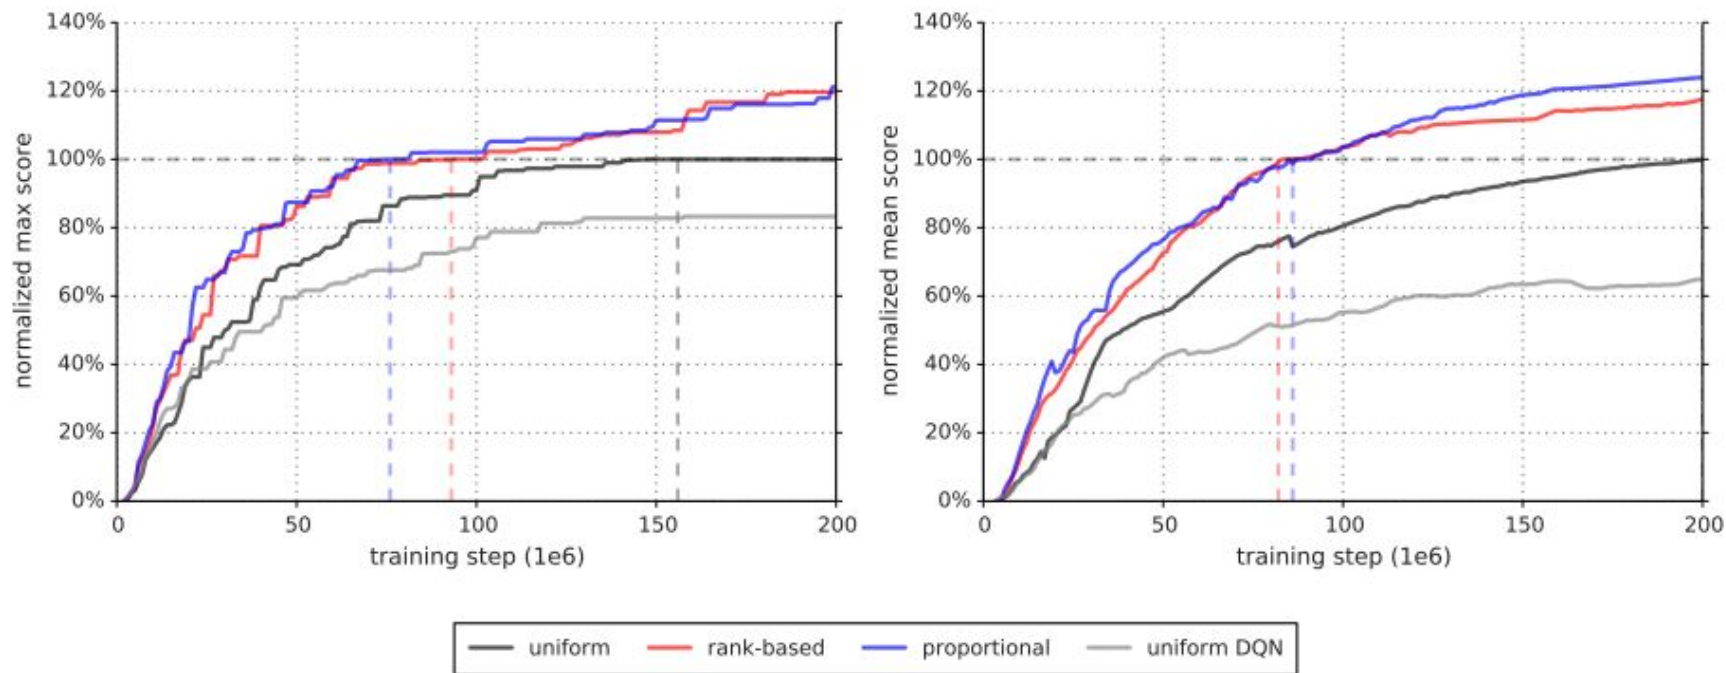 normalized max score
140%
120%
100%
80%
60%
40%
20%
0%
0 50 100 150 200
training step (1e6)
normalized mean score
140%
120%
100%
80%
60%
40%
20%
0%
0 50 100 150 200
training step (1e6)
uniform rank-based proportional uniform DQN